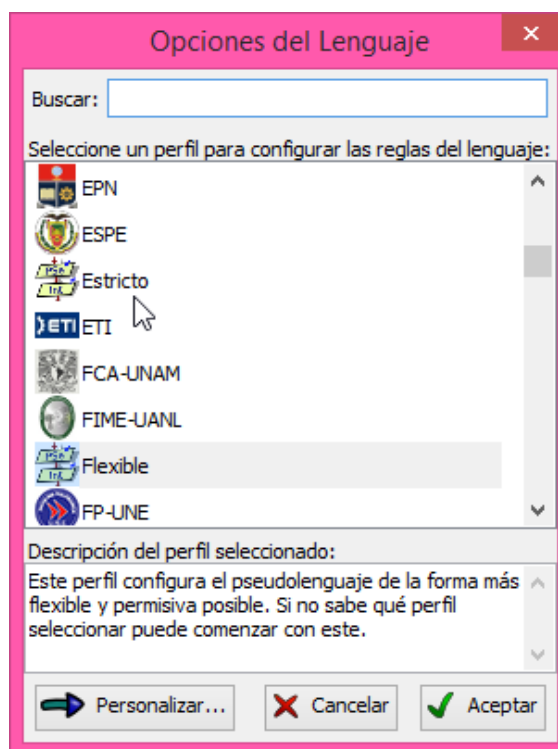 Opciones del Lenguaje
Buscar:
Seleccione un perfil para configurar las reglas del lenguaje:
EPN
ESPE
Estricto
ETI ETI
FCA-UNAM
FIME-UANL
Flexible
FP-UNE
Descripción del perfil seleccionado:
Este perfil configura el pseudolenguaje de la forma más
flexible y permisiva posible. Si no sabe qué perfil
seleccionar puede comenzar con este.
Personalizar... Cancelar Aceptar